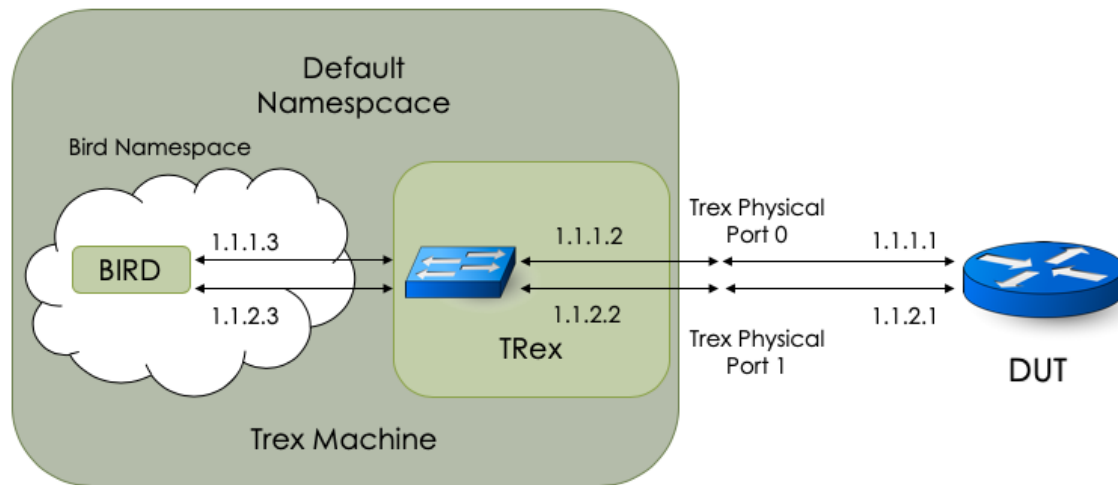 Default
Namespcace
Bird Namespace
Trex Physical
Port 0
1.1.1.3
1.1.1.2
1.1.1.1
BIRD
1.1.2.3
1.1.2.2
1.1.2.1
TRex
Trex Physical
Port 1
DUT
Trex Machine